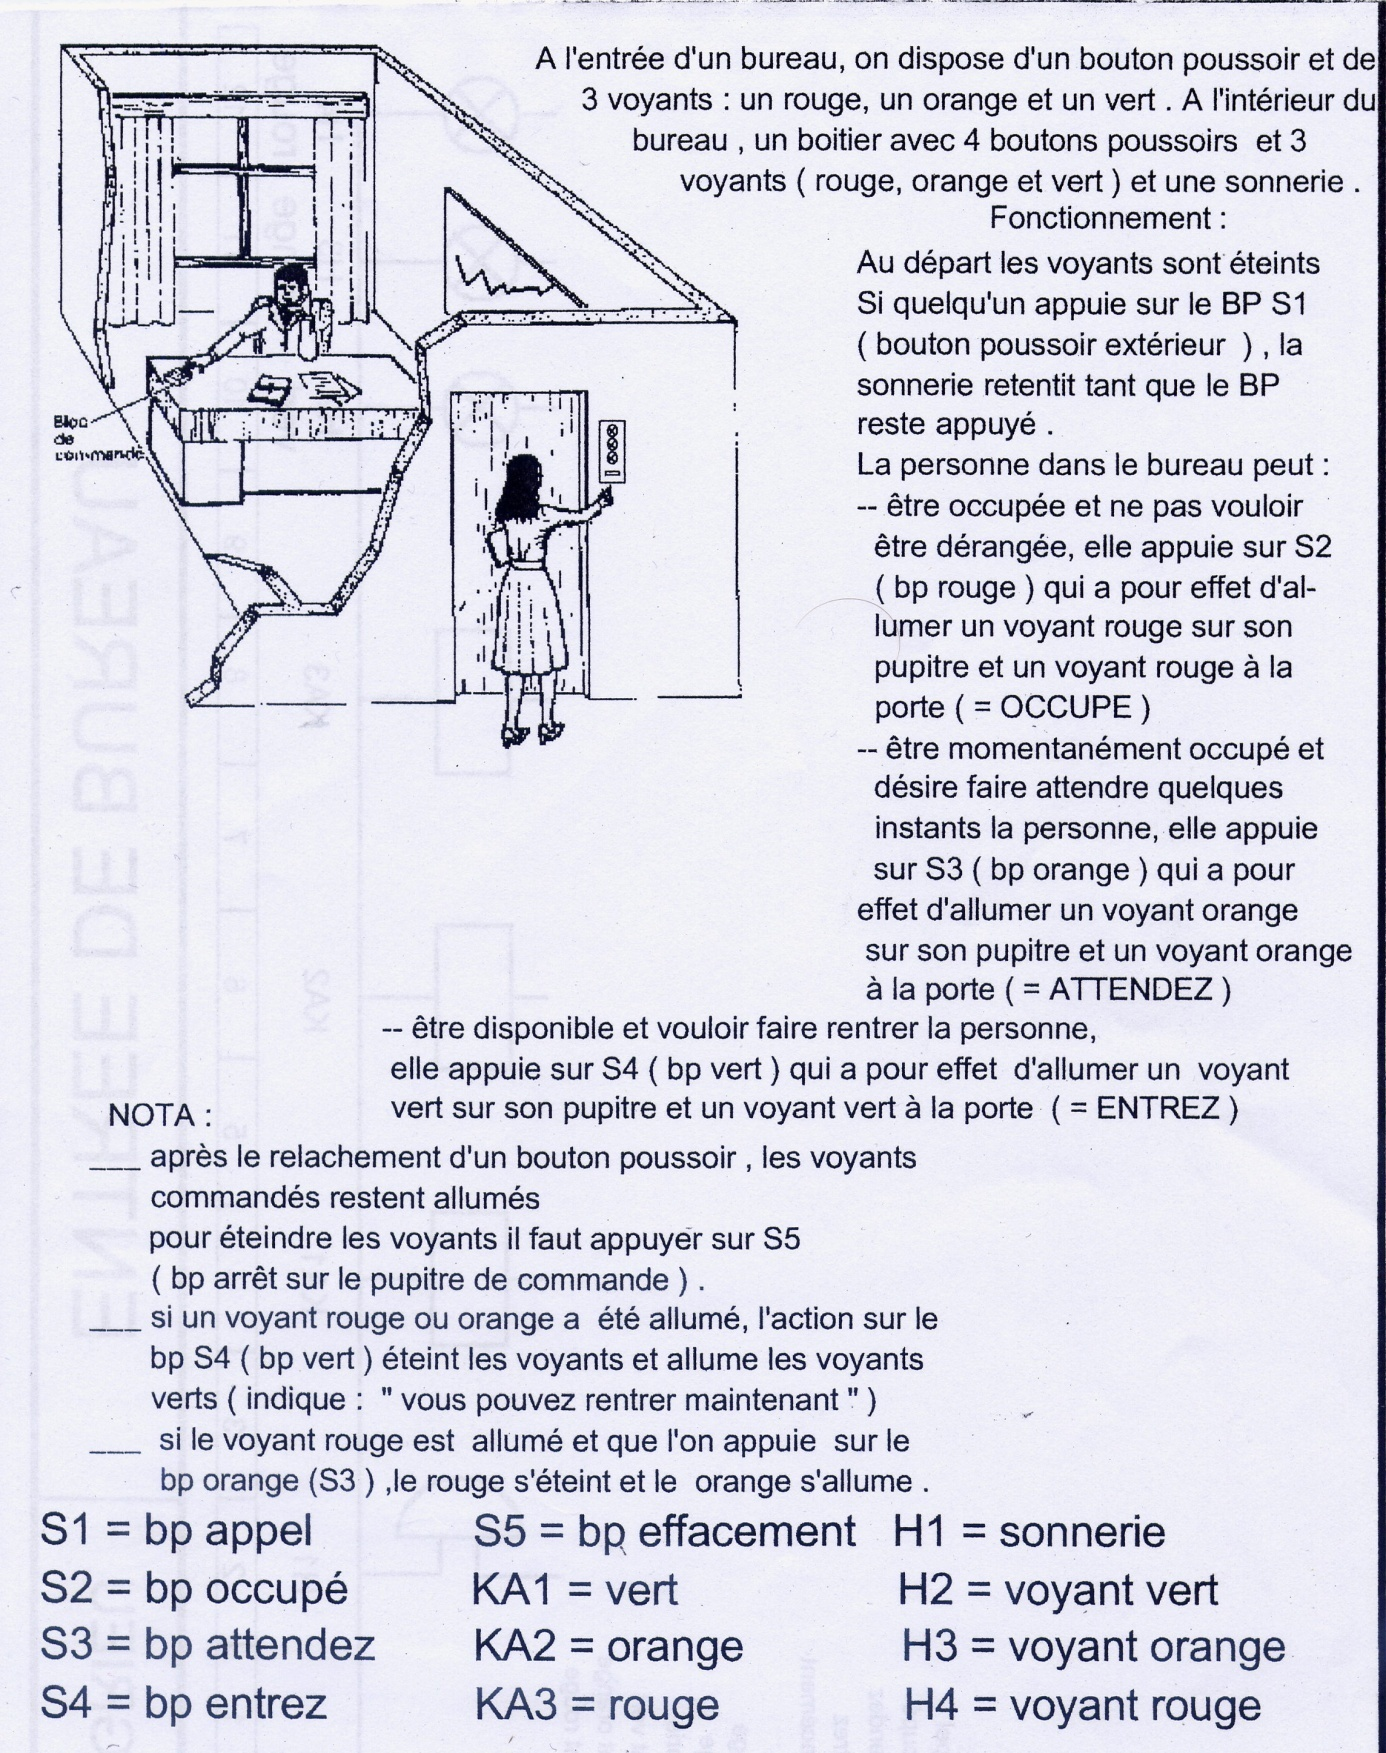 A l'entrée d'un bureau, on dispose d'un bouton poussoir et de
3 voyants : un rouge, un orange et un vert . A l'intérieur du
bureau , un boitier avec 4 boutons poussoirs et 3
voyants ( rouge, orange et vert ) et une sonnerie .
Fonctionnement :
Au départ les voyants sont éteints
Si quelqu'un appuie sur le BP S1
( bouton poussoir extérieur ) , la
sonnerie retentit tant que le BP
reste appuyé .
La personne dans le bureau peut :
-- être occupée et ne pas vouloir
être dérangée, elle appuie sur S2
( bp rouge ) qui a pour effet d'al-
lumer un voyant rouge sur son
pupitre et un voyant rouge à la
porte ( = OCCUPE )
-- être momentanément occupé et
désire faire attendre quelques
instants la personne, elle appuie
sur S3 ( bp orange ) qui a pour
effet d'allumer un voyant orange
sur son pupitre et un voyant orange
à la porte ( = ATTENDEZ )
-- être disponible et vouloir faire rentrer la personne,
elle appuie sur S4 ( bp vert ) qui a pour effet d'allumer un voyant
vert sur son pupitre et un voyant vert à la porte ( = ENTREZ )
Bloc
de
commande
NOTA :
___ après le relachement d'un bouton poussoir , les voyants
commandés restent allumés
pour éteindre les voyants il faut appuyer sur S5
( bp arrêt sur le pupitre de commande ) .
___ si un voyant rouge ou orange a été allumé, l'action sur le
bp S4 ( bp vert ) éteint les voyants et allume les voyants
verts ( indique : " vous pouvez rentrer maintenant " )
___ si le voyant rouge est allumé et que l'on appuie sur le
bp orange (S3 ) ,le rouge s'éteint et le orange s'allume .
S1 = bp appel S5 = bp effacement H1 = sonnerie
S2 = bp occupé KA1 = vert H2 = voyant vert
S3 = bp attendez KA2 = orange H3 = voyant orange
S4 = bp entrez KA3 = rouge H4 = voyant rouge